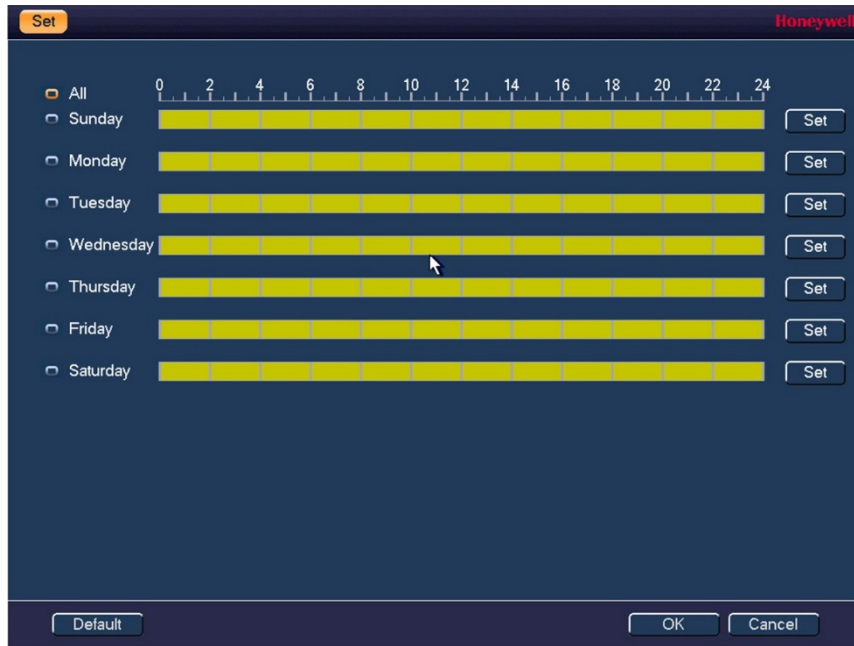 Set
Honeywell
All
0 2 4 6 8 10 12 14 16 18 20 22 24
Sunday Set
Monday Set
Tuesday Set
Wednesday Set
Thursday Set
Friday Set
Saturday Set
Default OK Cancel